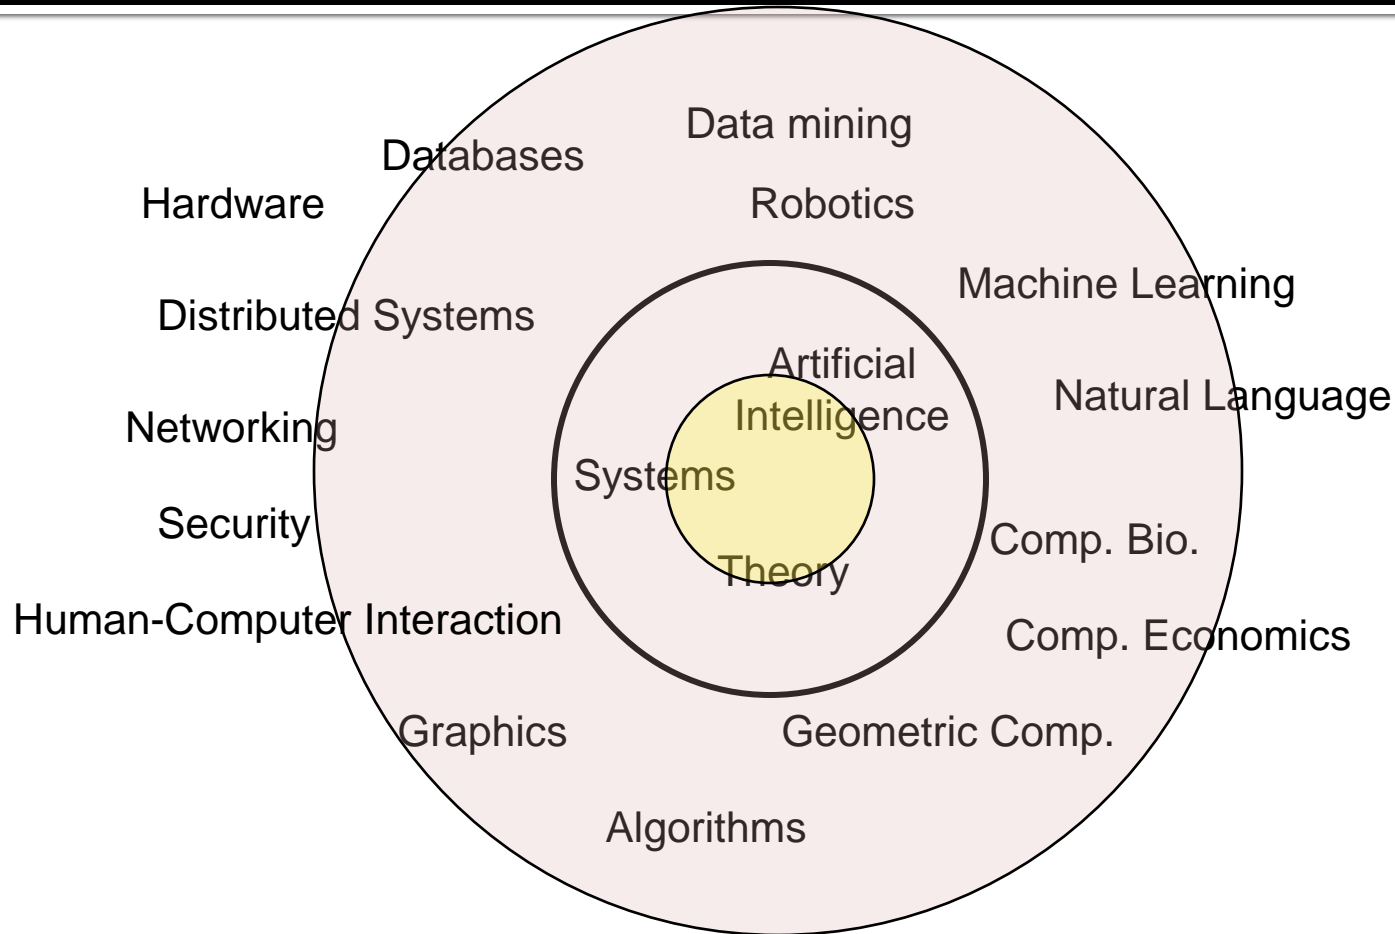 Data mining
Databases
Hardware
Robotics
Machine Learning
Distributed Systems
Artificial
Intelligence
Natural Language
Networking
Systems
Security
Comp. Bio.
Theory
Human-Computer Interaction
Comp. Economics
Graphics
Geometric Comp.
Algorithms